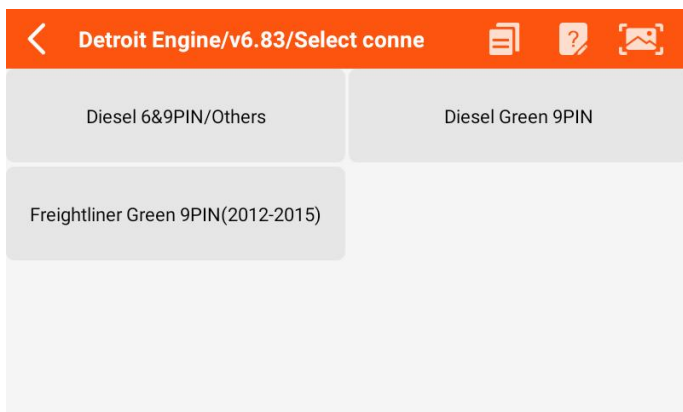 Detroit Engine/v6.83/Select conne
Diesel 6&9PIN/Others
Diesel Green 9PIN
Freightliner Green 9PIN(2012-2015)